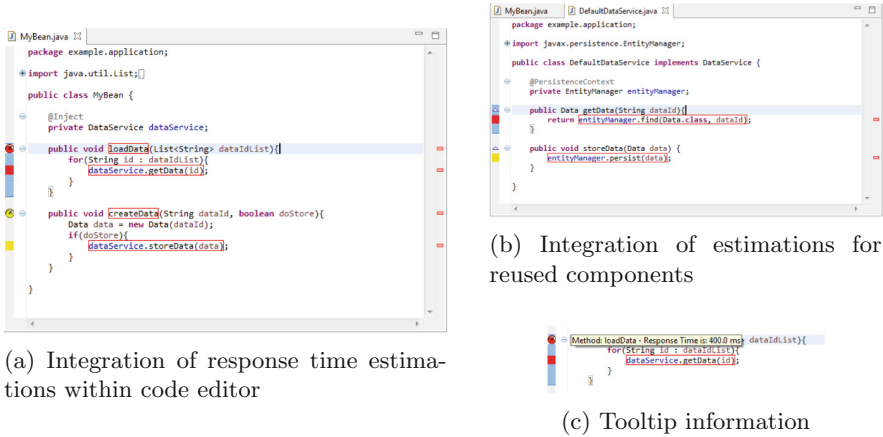 MyBean.java
package example.application;
import java.util.List;
public class MyBean {
@Inject
private DataService dataService;
public void loadData(List<String> dataIdList){
for(String id : dataIdList){
dataService.getData(id);
}
}
public void createData(String dataId, boolean doStore){
Data data = new Data(dataId);
if(doStore){
dataService.storeData(data);
}
}
}
(a) Integration of response time estima-
tions within code editor
MyBean.java DefaultDataService.java
package example.application;
import javax.persistence.EntityManager;
public class DefaultDataService implements DataService {
@PersistenceContext
private EntityManager entityManager;
public Data getData(String dataId){
return entityManager.find(Data.class, dataId);
}
public void storeData(Data data) {
entityManager.persist(data);
}
}
(b) Integration of estimations for
reused components
Method: loadData - Response Time is: 400.0 ms dataIdList){
for(String id : dataIdList){
dataService.getData(id);
}
}
(c) Tooltip information